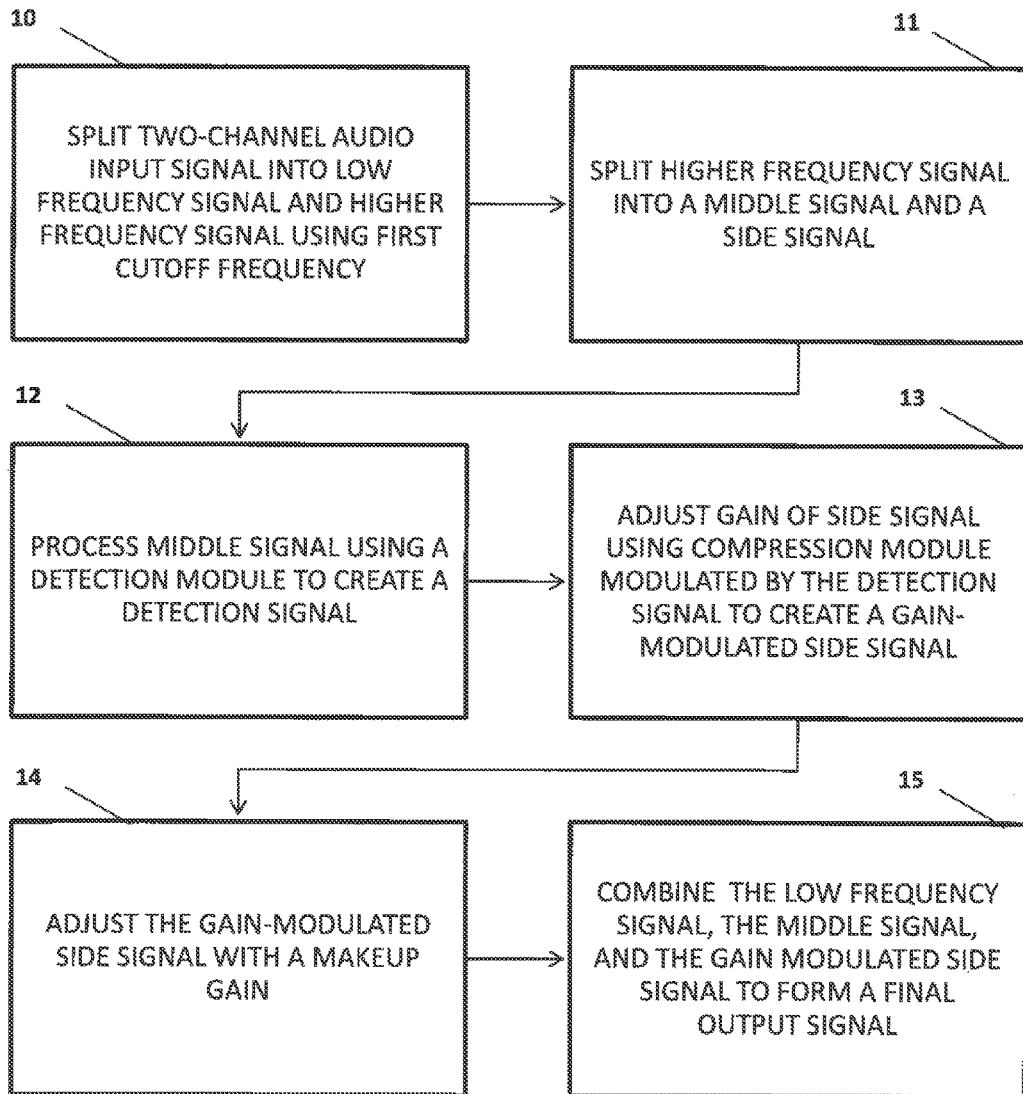 10
SPLIT TWO-CHANNEL AUDIO
INPUT SIGNAL INTO LOW
FREQUENCY SIGNAL AND HIGHER
FREQUENCY SIGNAL USING FIRST
CUTOFF FREQUENCY
11
SPLIT HIGHER FREQUENCY SIGNAL
INTO A MIDDLE SIGNAL AND A
SIDE SIGNAL
12
PROCESS MIDDLE SIGNAL USING A
DETECTION MODULE TO CREATE A
DETECTION SIGNAL
13
ADJUST GAIN OF SIDE SIGNAL
USING COMPRESSION MODULE
MODULATED BY THE DETECTION
SIGNAL TO CREATE A GAIN-
MODULATED SIDE SIGNAL
14
ADJUST THE GAIN-MODULATED
SIDE SIGNAL WITH A MAKEUP
GAIN
15
COMBINE THE LOW FREQUENCY
SIGNAL, THE MIDDLE SIGNAL,
AND THE GAIN MODULATED SIDE
SIGNAL TO FORM A FINAL
OUTPUT SIGNAL